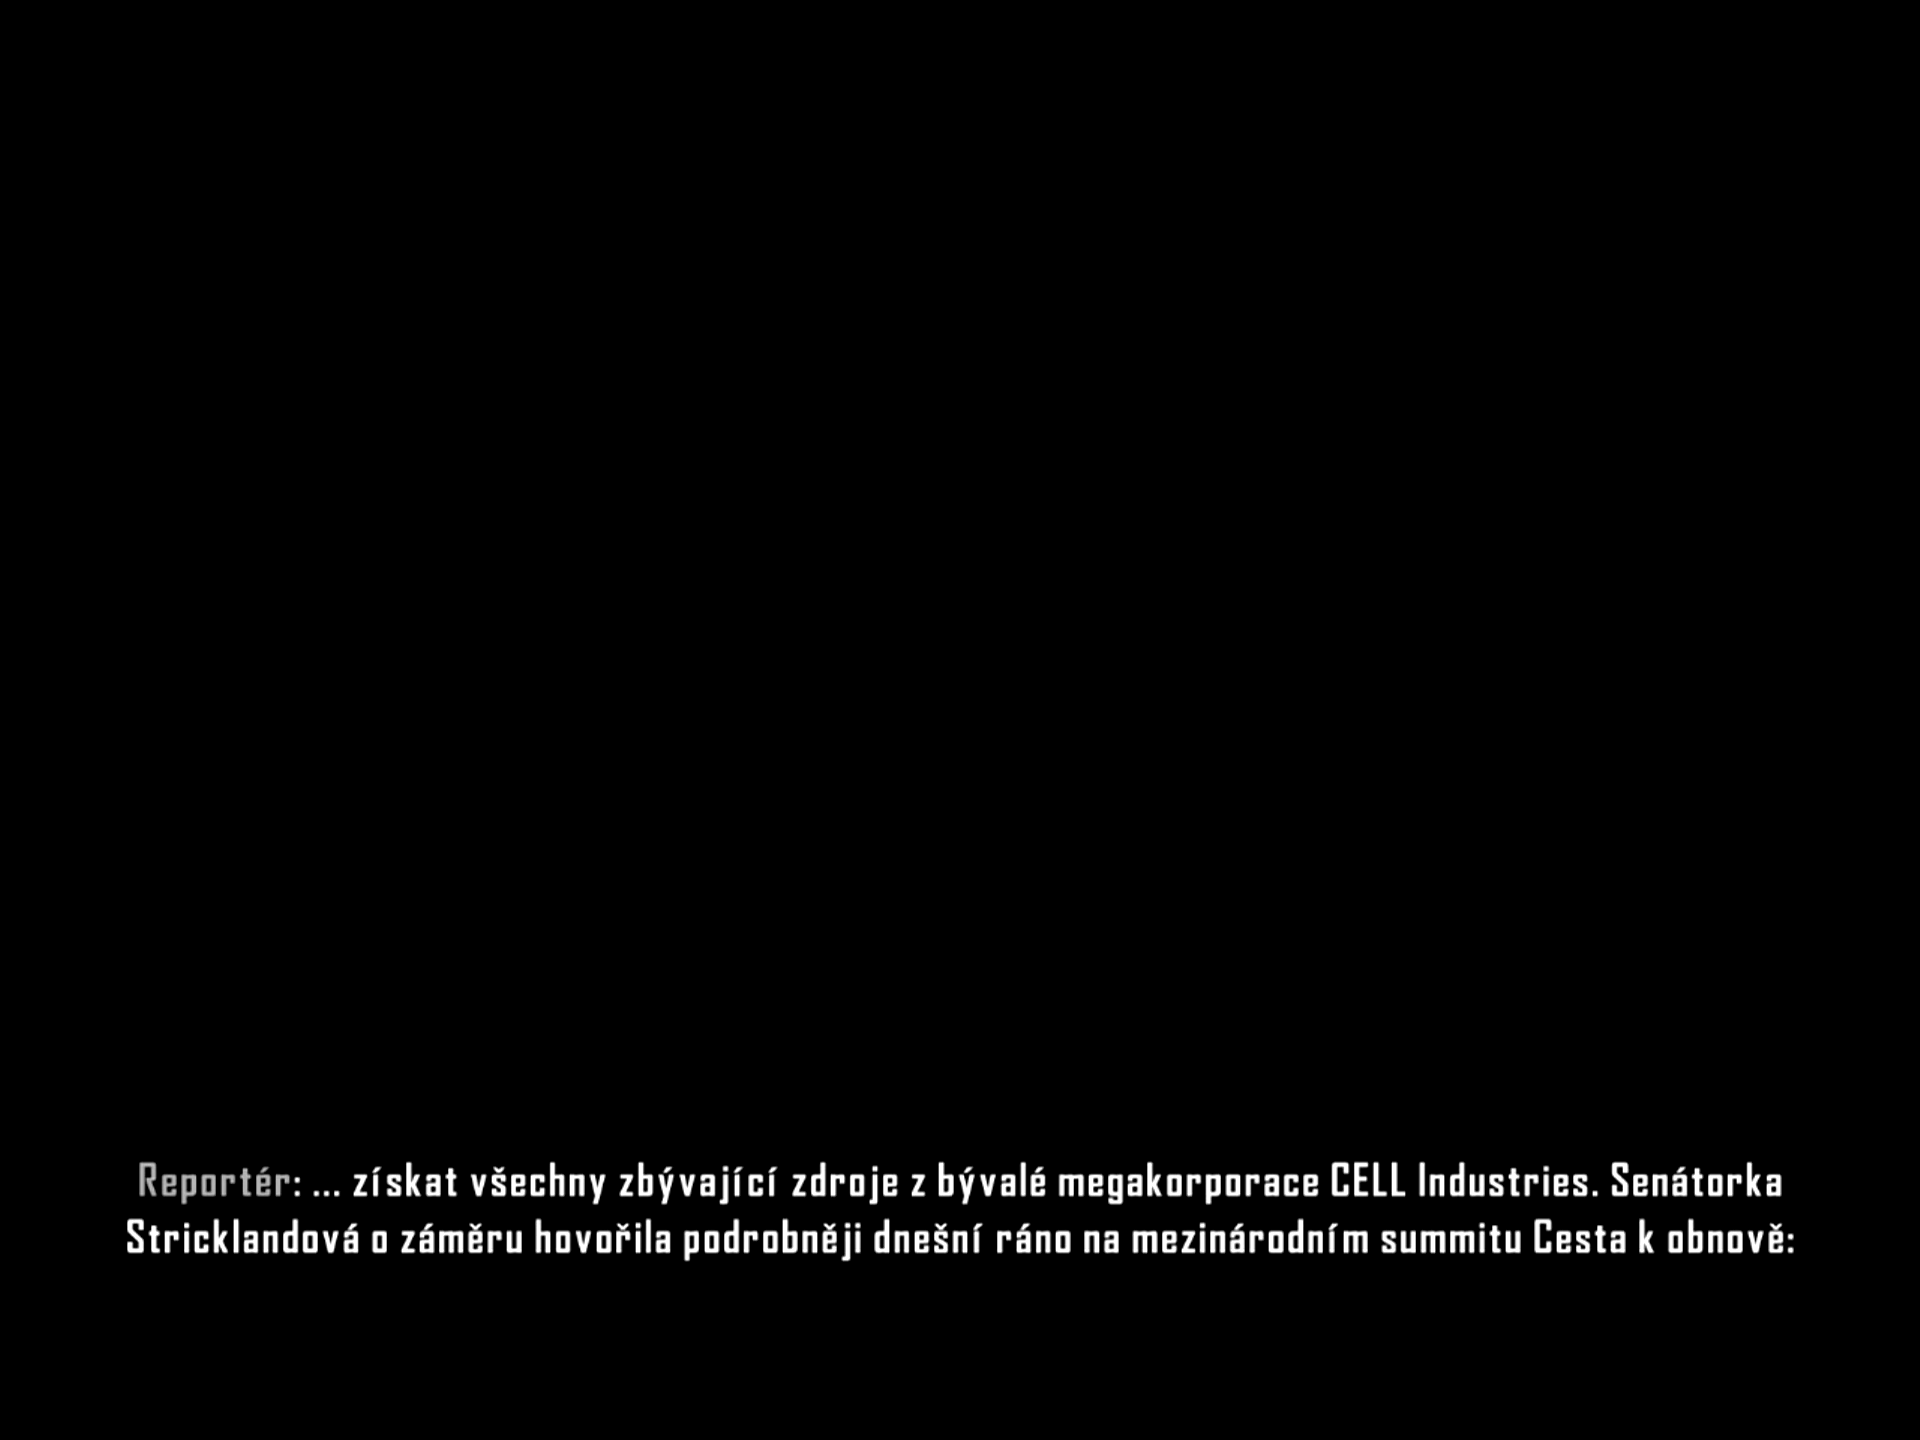 Reportér: ... získat všechny zbývající zdroje z bývalé megakorporace CELL Industries. Senátorka
Stricklandová o záměru hovořila podrobněji dnešní ráno na mezinárodním summitu Cesta k obnově: